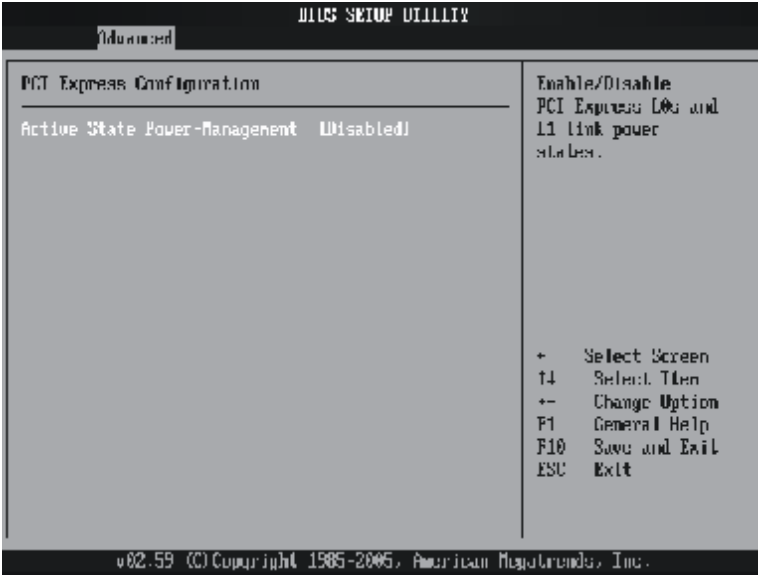 BIOS SETUP UTILITY
Advanced
PCI Express Configuration
Active State Power-Management [Disabled]
Enable/Disable
PCI Express L0s and
L1 link power
states.
← Select Screen
↑↓ Select Item
+- Change Option
F1 General Help
F10 Save and Exit
ESC Exit
v02.59 (C)Copyright 1985-2005, American Megatrends, Inc.